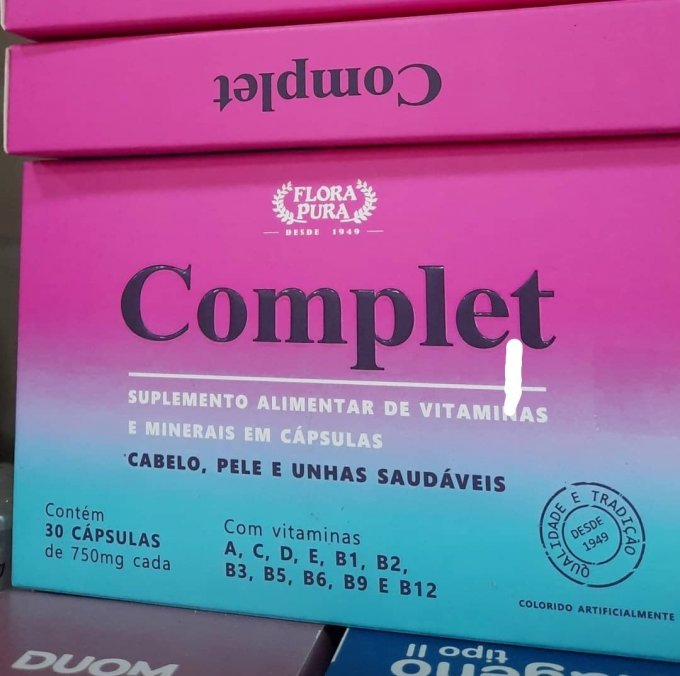 Complet
FLORA
PURA
DESDE 1949
Complet
SUPLEMENTO ALIMENTAR DE VITAMINAS
E MINERAIS EM CÁPSULAS
CABELO, PELE E UNHAS SAUDÁVEIS
Contém
30 CÁPSULAS
de 750mg cada
Com vitaminas
A, C, D, E, B1, B2,
B3, B5, B6, B9 E B12
QUALIDADE E TRADIÇÃO
DESDE
1949
COLORIDO ARTIFICIALMENTE
DUOM
tipo II